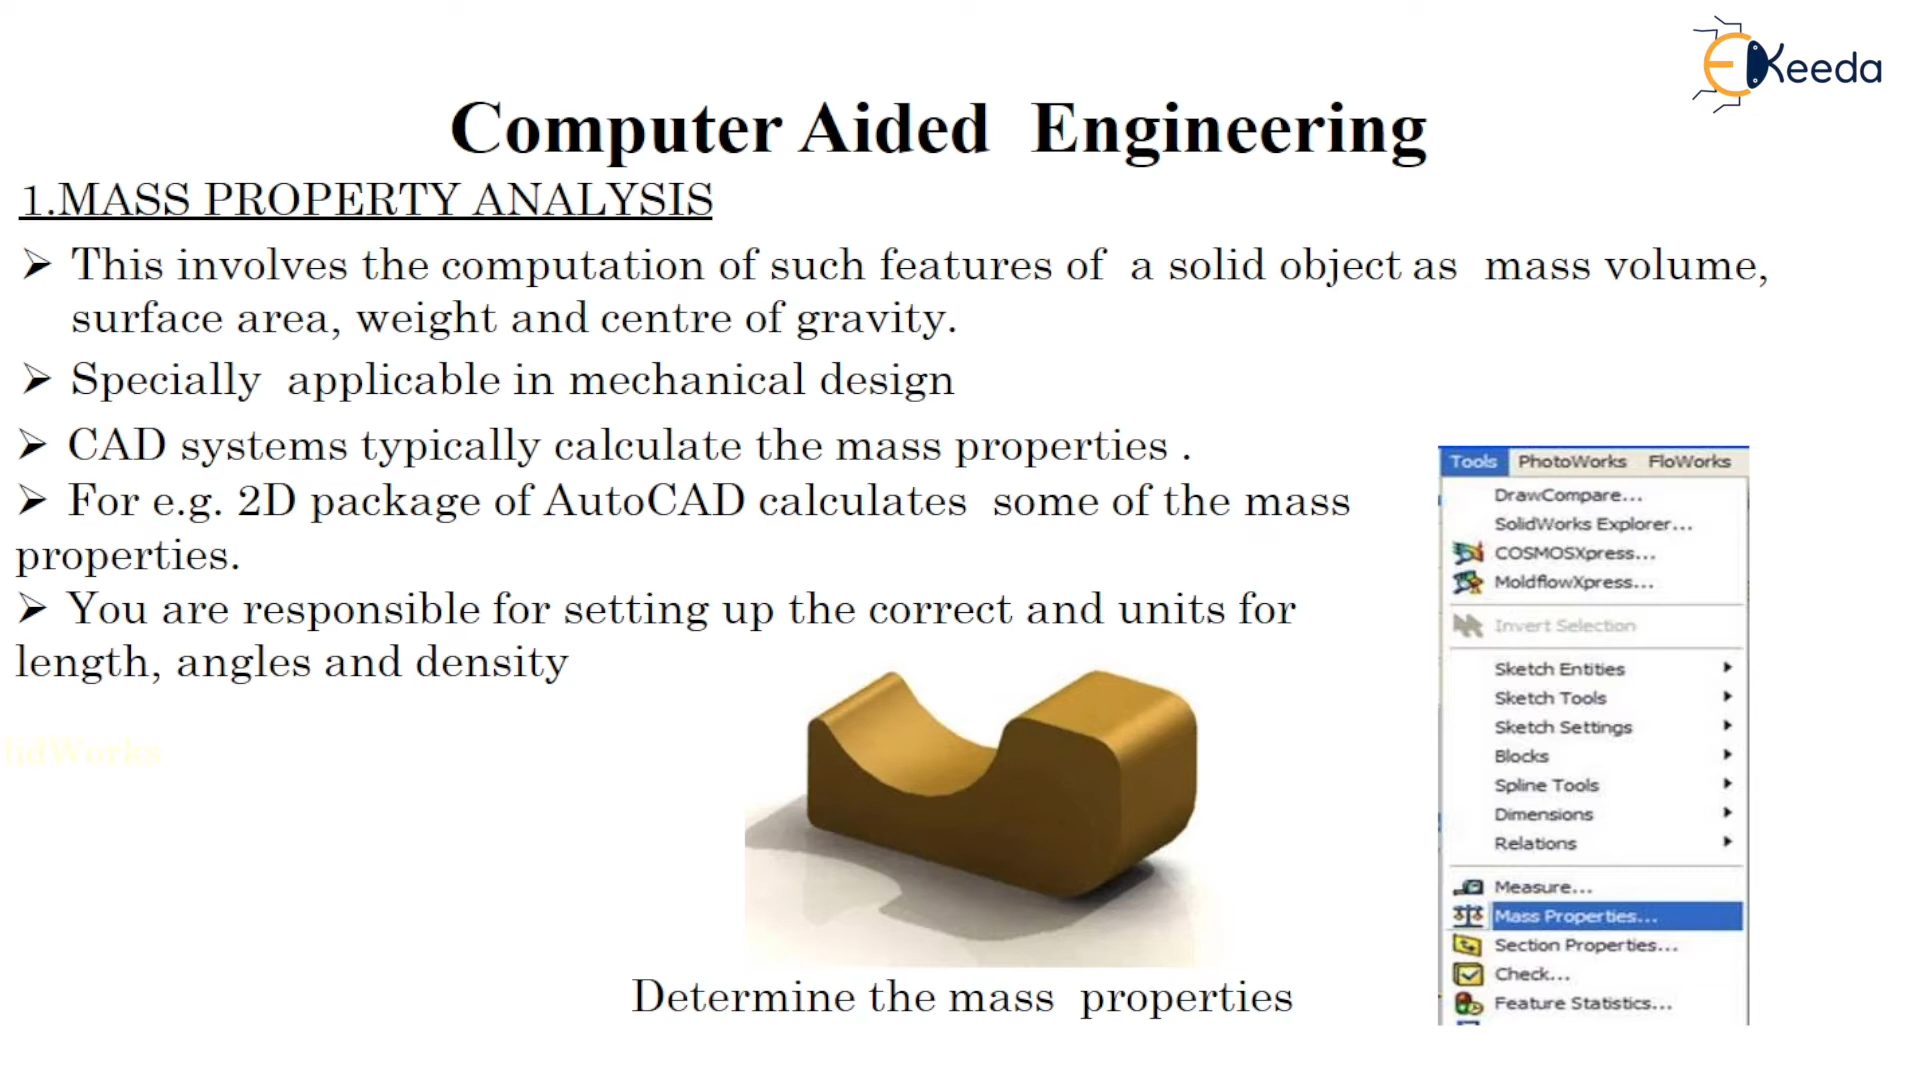 EKeeda
Computer Aided Engineering
1.MASS PROPERTY ANALYSIS
➢ This involves the computation of such features of a solid object as mass volume,
surface area, weight and centre of gravity.
➢ Specially applicable in mechanical design
➢ CAD systems typically calculate the mass properties .
➢ For e.g. 2D package of AutoCAD calculates some of the mass
properties.
➢ You are responsible for setting up the correct and units for
length, angles and density
lidWorks
Determine the mass properties
Tools PhotoWorks FloWorks
DrawCompare...
SolidWorks Explorer...
COSMOSXpress...
MoldflowXpress...
Invert Selection
Sketch Entities
Sketch Tools
Sketch Settings
Blocks
Spline Tools
Dimensions
Relations
Measure...
Mass Properties...
Section Properties...
Check...
Feature Statistics...